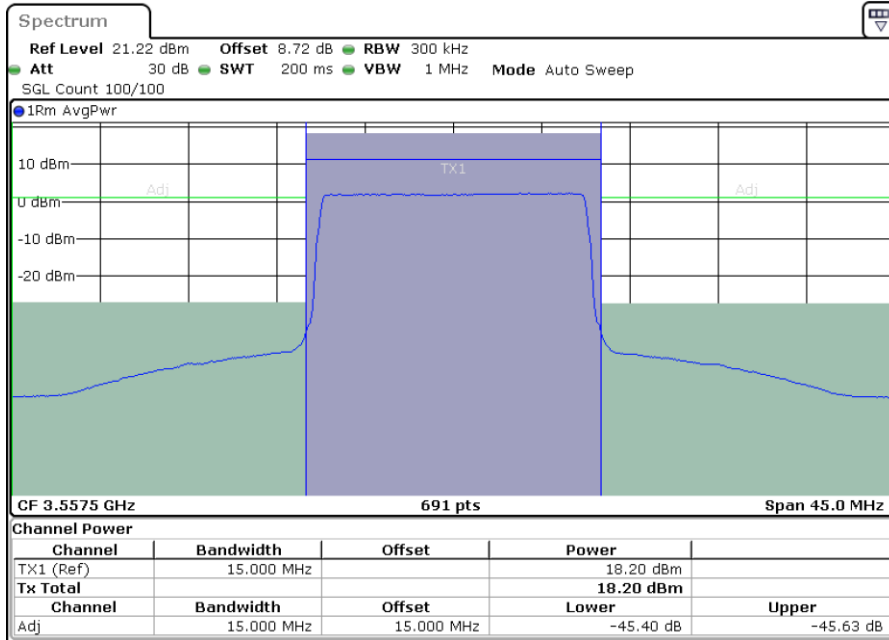 Spectrum
Ref Level 21.22 dBm Offset 8.72 dB RBW 300 kHz
Att 30 dB SWT 200 ms VBW 1 MHz Mode Auto Sweep
SGL Count 100/100
1Rm AvgPwr
10 dBm
TX1
Adj Adj
0 dBm
-10 dBm
-20 dBm
CF 3.5575 GHz 691 pts Span 45.0 MHz
Channel Power
Channel Bandwidth Offset Power
TX1 (Ref) 15.000 MHz 18.20 dBm
Tx Total 18.20 dBm
Channel Bandwidth Offset Lower Upper
Adj 15.000 MHz 15.000 MHz -45.40 dB -45.63 dB